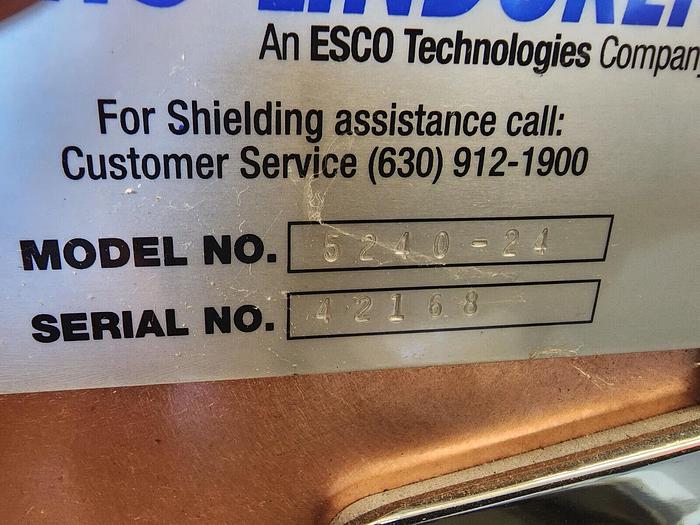 An ESCO Technologies Compan
For Shielding assistance call:
Customer Service (630) 912-1900
MODEL NO. 5240-24
SERIAL NO. 42168